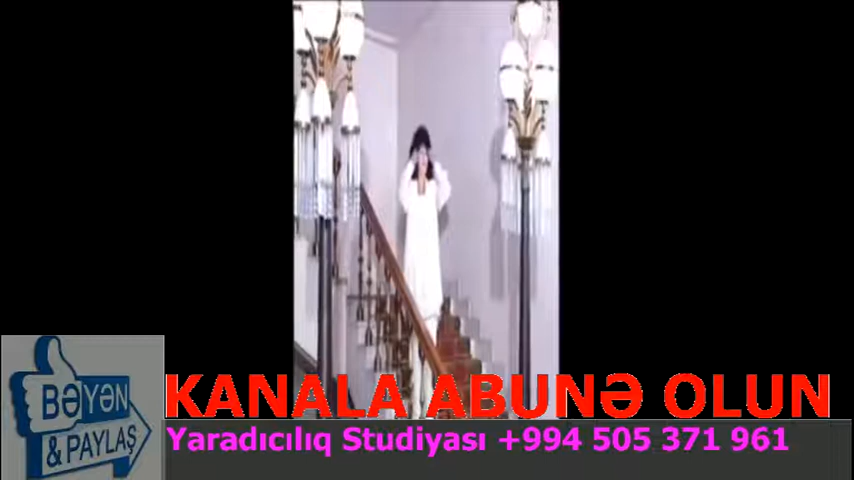 BƏYƏN
& PAYLAŞ
KANALA ABUNƏ OLUN
Yaradıcılıq Studiyası +994 505 371 961